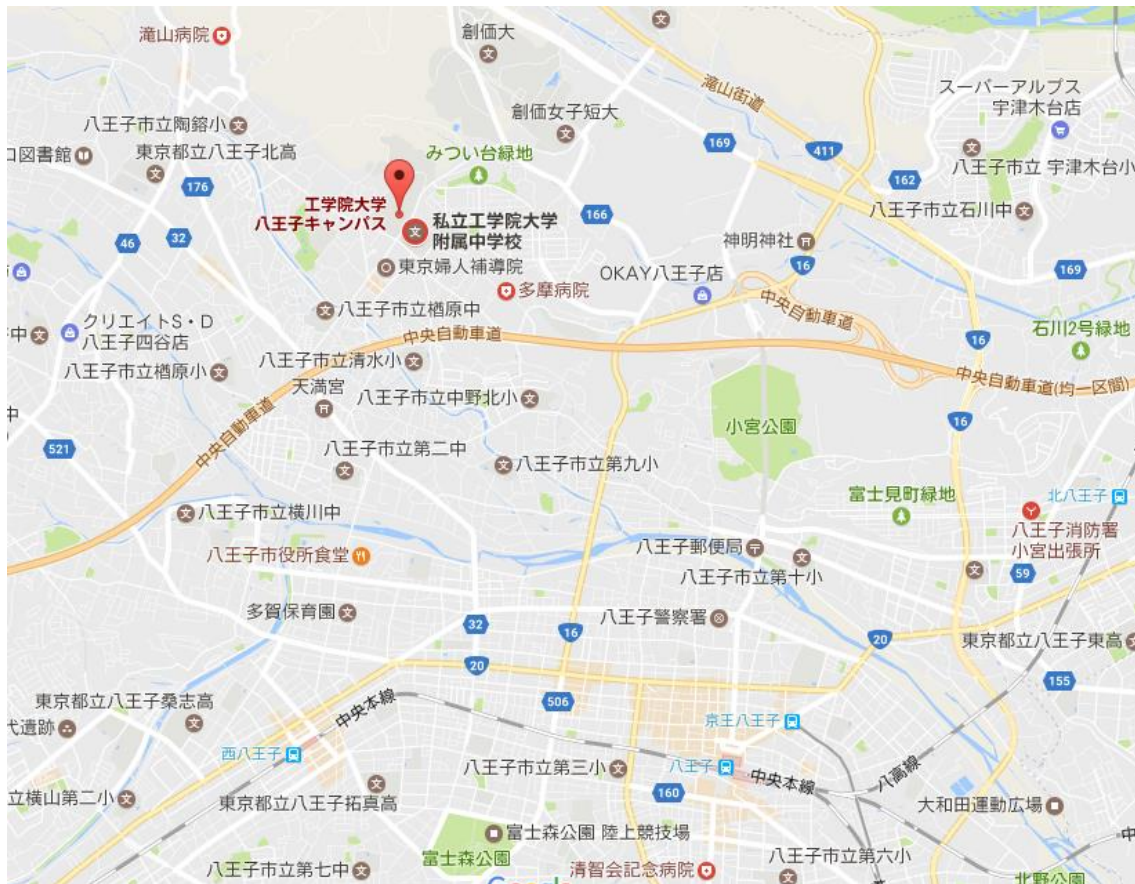 滝山病院
創価大
滝山街道
スーパーアルプス
宇津木台店
八王子市立陶鎔小
創価女子短大
169
411
口図書館
東京都立八王子北高
みつい台緑地
八王子市立 宇津木台小
176
162
工学院大学
八王子キャンパス
私立工学院大学
附属中学校
166
八王子市立石川中
46
32
神明神社
東京婦人補導院
16
169
OKAY八王子店
多摩病院
中央自動車道
八王子市立楢原中
クリエイトS・D
八王子四谷店
中
中央自動車道
石川2号緑地
16
八王子市立清水小
八王子市立楢原小
中央自動車道(均一区間)
天満宮
八王子市立中野北小
中
中央自動車道
16
小宮公園
521
八王子市立第二中
八王子市立第九小
富士見町緑地
北八王子
八王子市立横川中
八王子消防署
小宮出張所
八王子市役所食堂
八王子郵便局
八王子市立第十小
59
多賀保育園
32
16
八王子警察署
20
東京都立八王子東高
20
155
東京都立八王子桑志高
中央本線
506
代遺跡
京王八王子
西八王子
八王子市立第三小
八王子
中央本線
八高線
立横山第二小
東京都立八王子拓真高
160
大和田運動広場
富士森公園 陸上競技場
中
富士森公園
八王子市立第七中
清智会記念病院
八王子市立第六小
北野公園
Google